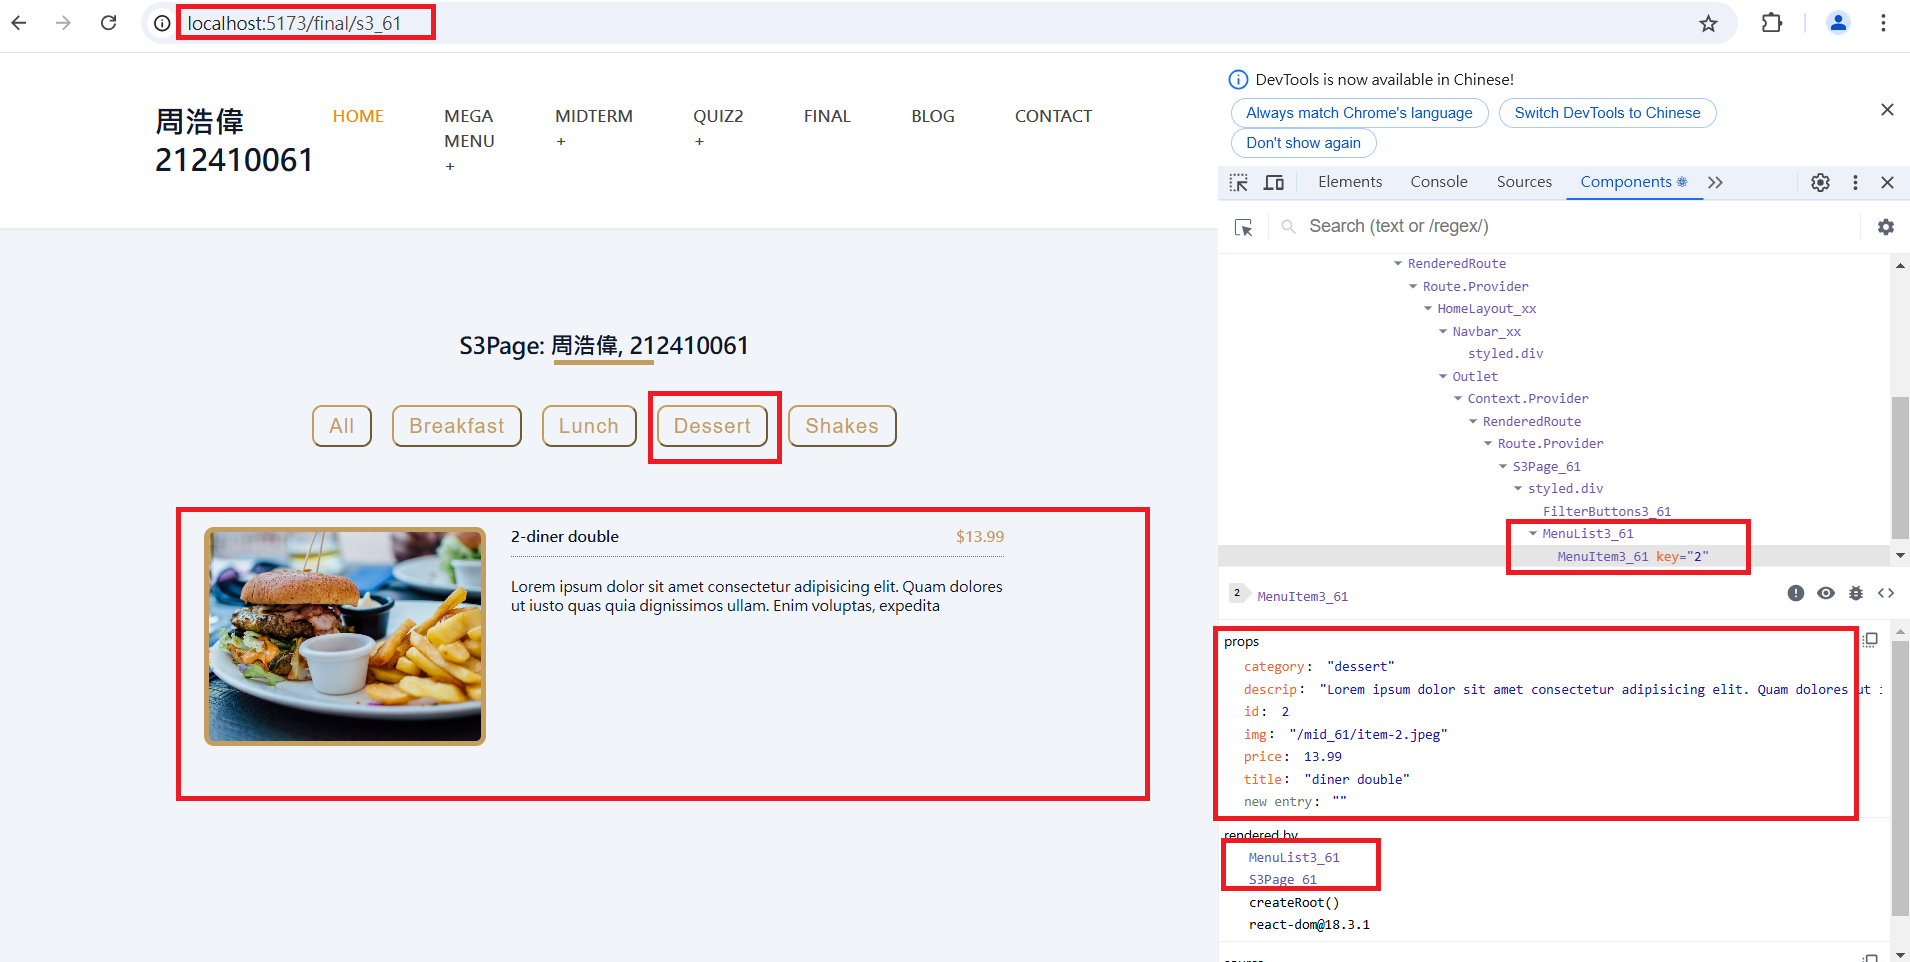 localhost:5173/final/s3_61
周浩偉
212410061
HOME
MEGA
MENU
+
MIDTERM
+
QUIZ2
+
FINAL
BLOG
CONTACT
S3Page: 周浩偉, 212410061
All
Breakfast
Lunch
Dessert
Shakes
2-diner double
$13.99
Lorem ipsum dolor sit amet consectetur adipisicing elit. Quam dolores
ut iusto quas quia dignissimos ullam. Enim voluptas, expedita
DevTools is now available in Chinese!
Always match Chrome's language
Switch DevTools to Chinese
Don't show again
Elements
Console
Sources
Components
Search (text or /regex/)
RenderedRoute
Route.Provider
HomeLayout_xx
Navbar_xx
styled.div
Outlet
Context.Provider
RenderedRoute
Route.Provider
S3Page_61
styled.div
FilterButtons3_61
MenuList3_61
MenuItem3_61 key="2"
2
MenuItem3_61
props
category: "dessert"
descrip: "Lorem ipsum dolor sit amet consectetur adipisicing elit. Quam dolores ut i
id: 2
img: "/mid_61/item-2.jpeg"
price: 13.99
title: "diner double"
new entry: ""
rendered by
MenuList3_61
S3Page_61
createRoot()
react-dom@18.3.1